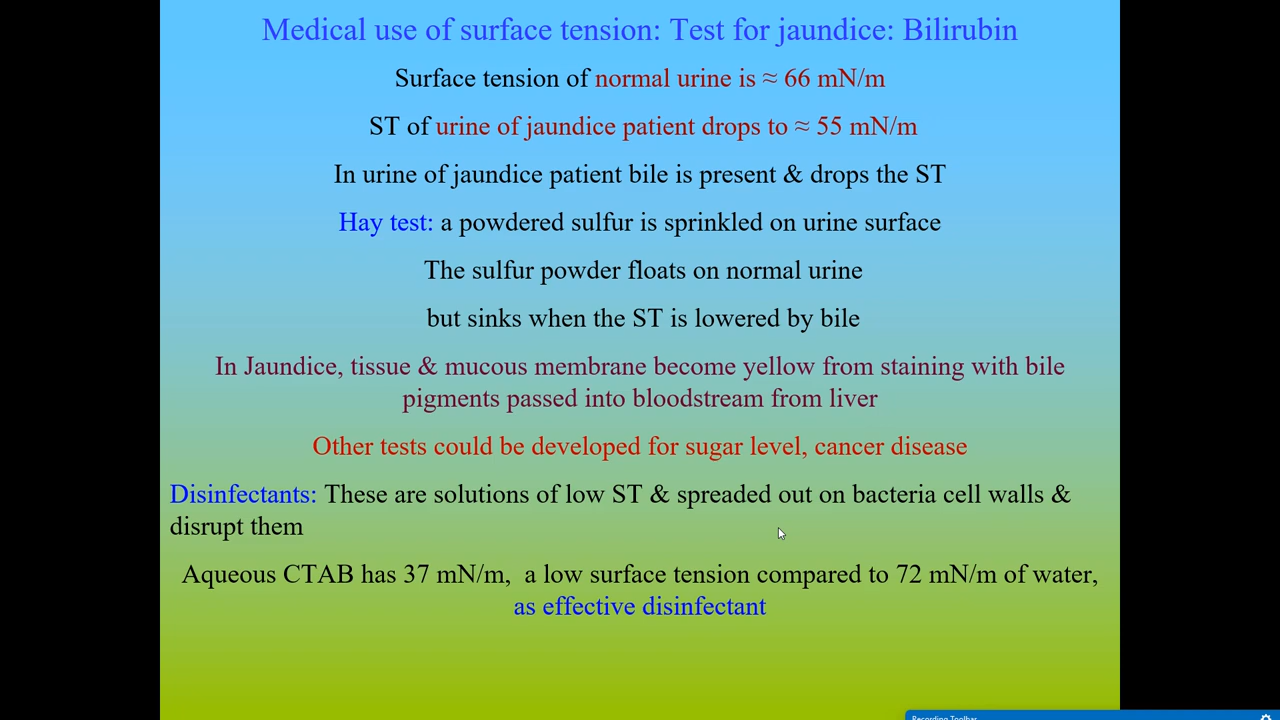 Medical use of surface tension: Test for jaundice: Bilirubin
Surface tension of normal urine is ≈ 66 mN/m
ST of urine of jaundice patient drops to ≈ 55 mN/m
In urine of jaundice patient bile is present & drops the ST
Hay test: a powdered sulfur is sprinkled on urine surface
The sulfur powder floats on normal urine
but sinks when the ST is lowered by bile
In Jaundice, tissue & mucous membrane become yellow from staining with bile
pigments passed into bloodstream from liver
Other tests could be developed for sugar level, cancer disease
Disinfectants: These are solutions of low ST & spreaded out on bacteria cell walls &
disrupt them
Aqueous CTAB has 37 mN/m, a low surface tension compared to 72 mN/m of water,
as effective disinfectant
Recording Toolbar